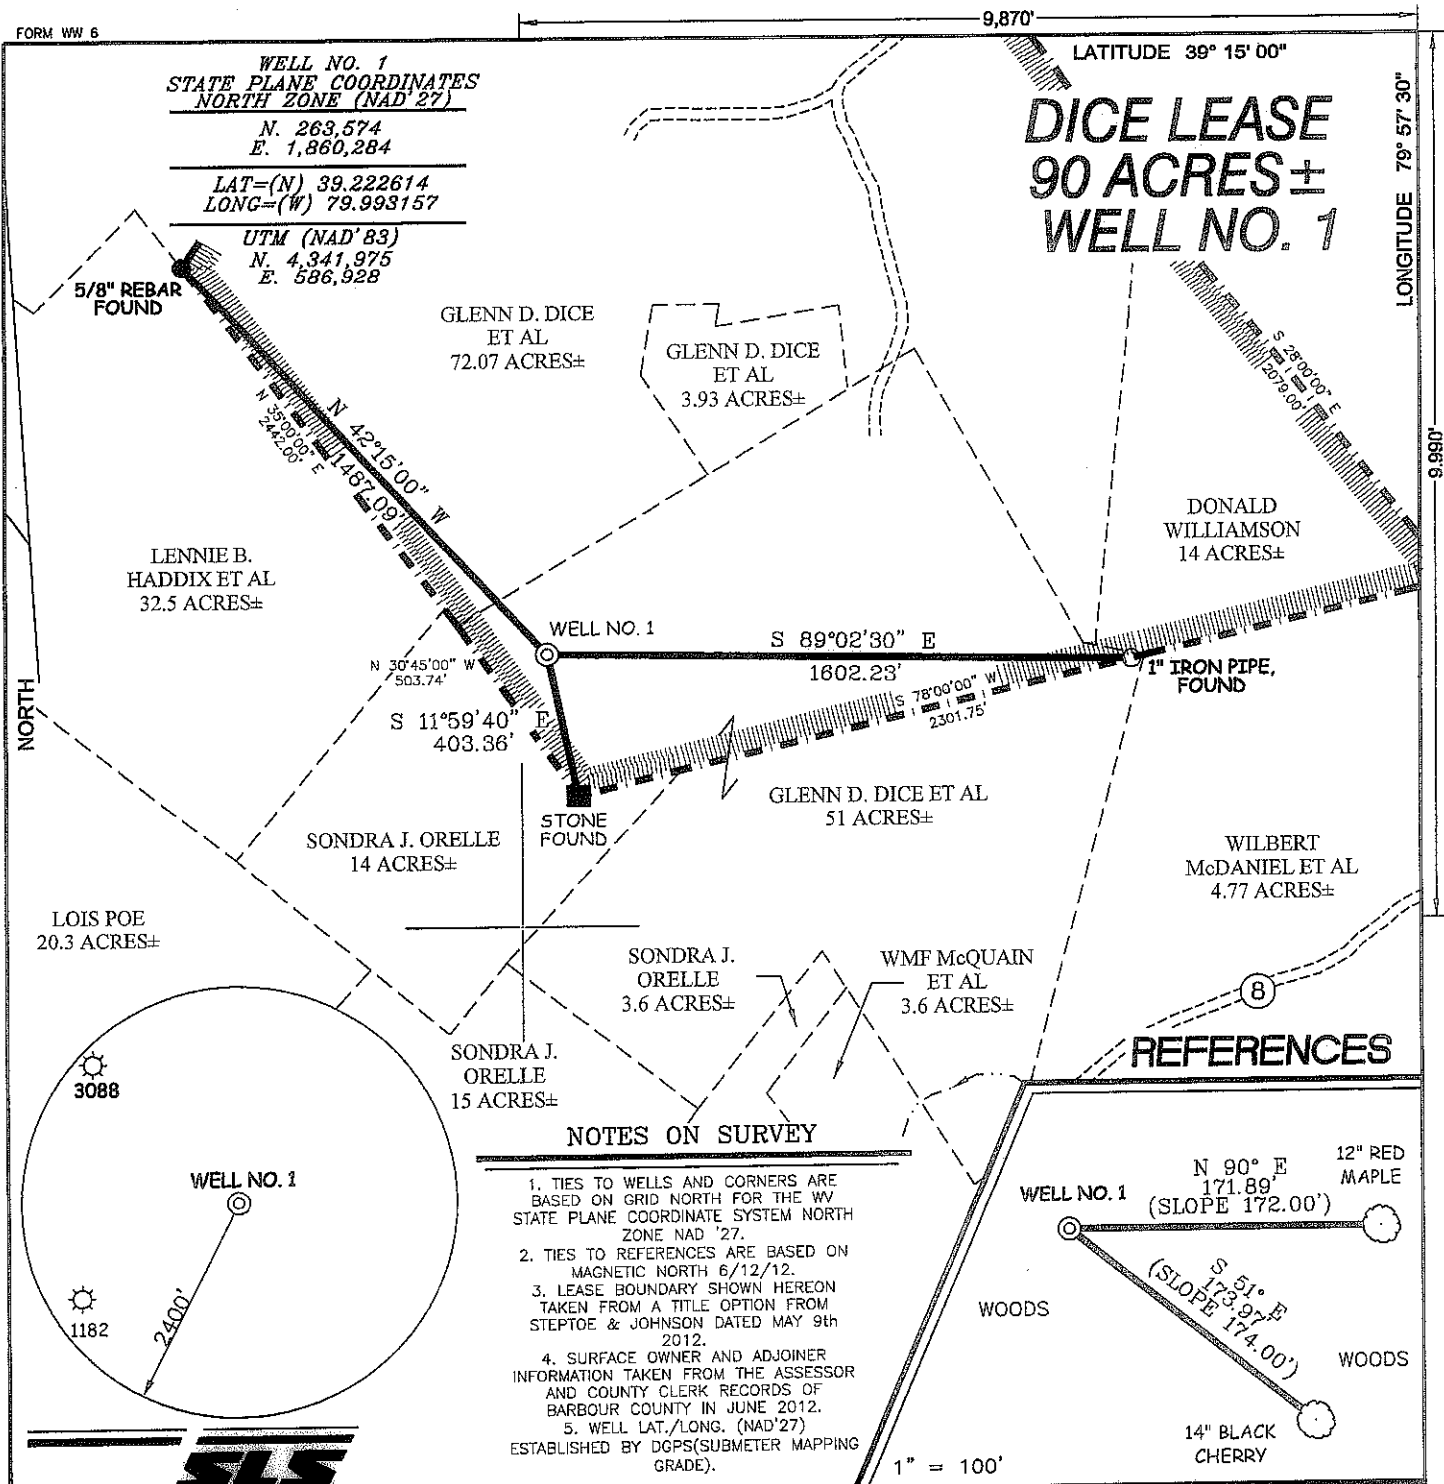 FORM WW 6
9,870'
LATITUDE 39° 15' 00"
WELL NO. 1
STATE PLANE COORDINATES
NORTH ZONE (NAD'27)
N. 263,574
E. 1,860,284
LAT=(N) 39.222614
LONG=(W) 79.993157
UTM (NAD'83)
N. 4,341,975
E. 586,928
DICE LEASE
90 ACRES±
WELL NO. 1
LONGITUDE 79° 57' 30"
9.990'
5/8" REBAR
FOUND
GLENN D. DICE
ET AL
72.07 ACRES±
GLENN D. DICE
ET AL
3.93 ACRES±
S 28°00'00" E
2079.00'
N 42°15'00" W
1487.09'
N 35°00'00" E
2442.00'
DONALD
WILLIAMSON
14 ACRES±
LENNIE B.
HADDIX ET AL
32.5 ACRES±
WELL NO. 1
S 89°02'30" E
1602.23'
1" IRON PIPE,
FOUND
N 30°45'00" W
503.74'
S 11°59'40" E
403.36'
S 78°00'00" W
2301.75'
NORTH
STONE
FOUND
GLENN D. DICE ET AL
51 ACRES±
SONDRA J. ORELLE
14 ACRES±
WILBERT
McDANIEL ET AL
4.77 ACRES±
LOIS POE
20.3 ACRES±
SONDRA J.
ORELLE
3.6 ACRES±
WMF McQUAIN
ET AL
3.6 ACRES±
8
SONDRA J.
ORELLE
15 ACRES±
REFERENCES
3088
WELL NO. 1
1182
2400'
NOTES ON SURVEY
1. TIES TO WELLS AND CORNERS ARE
BASED ON GRID NORTH FOR THE WV
STATE PLANE COORDINATE SYSTEM NORTH
ZONE NAD '27.
2. TIES TO REFERENCES ARE BASED ON
MAGNETIC NORTH 6/12/12.
3. LEASE BOUNDARY SHOWN HEREON
TAKEN FROM A TITLE OPTION FROM
STEPTOE & JOHNSON DATED MAY 9th
2012.
4. SURFACE OWNER AND ADJOINER
INFORMATION TAKEN FROM THE ASSESSOR
AND COUNTY CLERK RECORDS OF
BARBOUR COUNTY IN JUNE 2012.
5. WELL LAT./LONG. (NAD'27)
ESTABLISHED BY DGPS(SUBMETER MAPPING
GRADE).
WELL NO. 1
N 90° E
171.89'
(SLOPE 172.00')
12" RED
MAPLE
S 51° E
173.97'
(SLOPE 174.00')
WOODS
WOODS
14" BLACK
CHERRY
1" = 100'
SLS